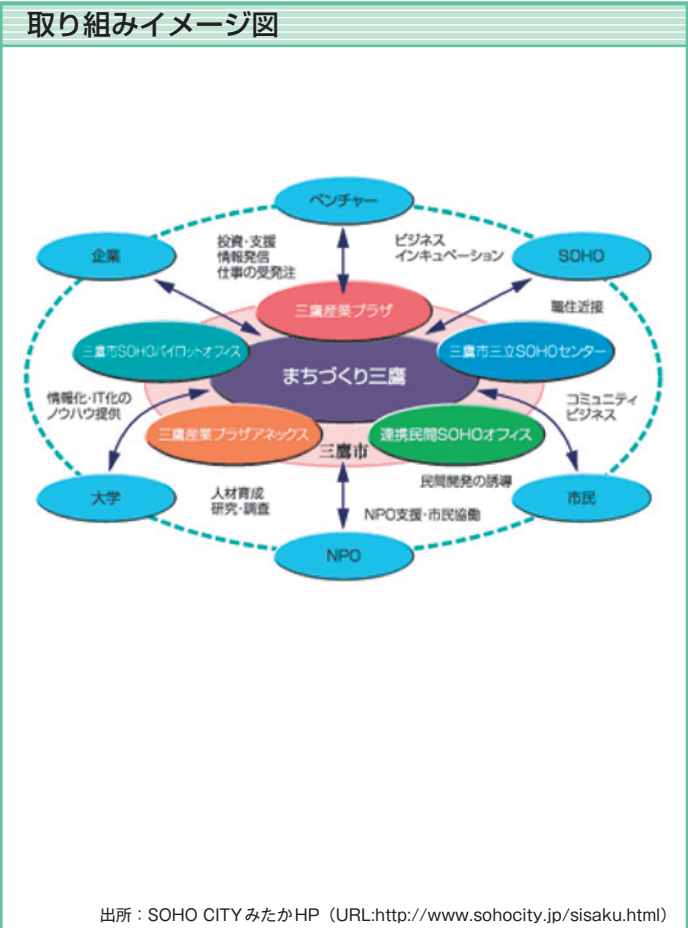 取り組みイメージ図
ベンチャー
企業
投資・支援
情報発信
仕事の受発注
ビジネス
インキュベーション
SOHO
三鷹産業プラザ
職住近接
三鷹市SOHOパイロットオフィス
三鷹市三立SOHOセンター
まちづくり三鷹
情報化・IT化の
ノウハウ提供
コミュニティ
ビジネス
三鷹産業プラザアネックス
連携民間SOHOオフィス
三鷹市
大学
人材育成
研究・調査
民間開発の誘導
市民
NPO支援・市民協働
NPO
出所：SOHO CITYみたかHP（URL:http://www.sohocity.jp/sisaku.html）